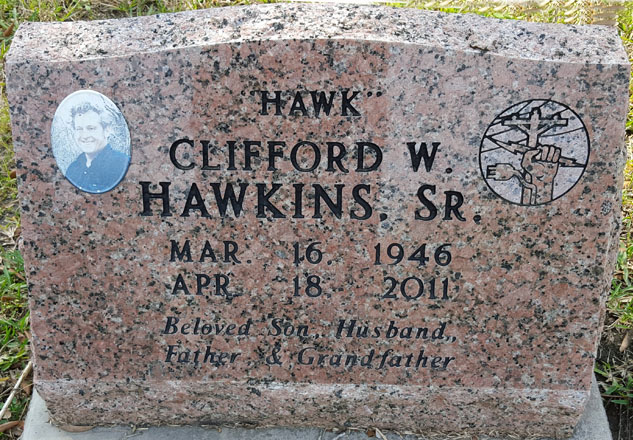 "HAWK"
CLIFFORD W.
HAWKINS, SR.
MAR. 16, 1946
APR. 18, 2011
Beloved Son, Husband,
Father & Grandfather